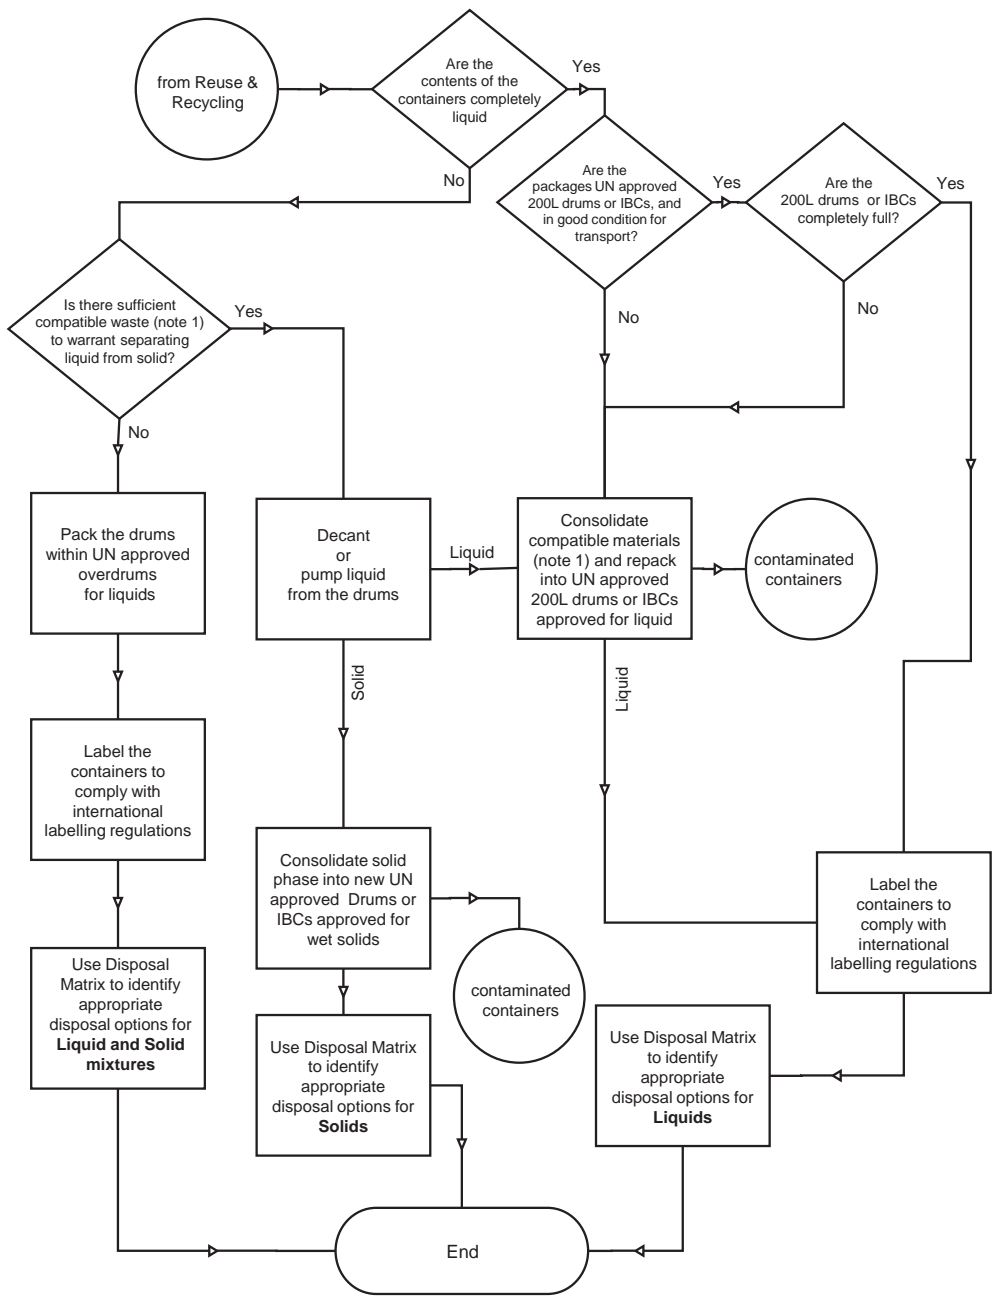 from Reuse &
Recycling
Are the
contents of the
containers completely
liquid
Yes
No
Are the
packages UN approved
200L drums or IBCs, and
in good condition for
transport?
Yes
No
Are the
200L drums or IBCs
completely full?
Yes
No
Is there sufficient
compatible waste (note 1)
to warrant separating
liquid from solid?
Yes
No
Pack the drums
within UN approved
overdrums
for liquids
Decant
or
pump liquid
from the drums
Liquid
Solid
Consolidate
compatible materials
(note 1) and repack
into UN approved
200L drums or IBCs
approved for liquid
Liquid
contaminated
containers
Label the
containers to
comply with
international
labelling regulations
Consolidate solid
phase into new UN
approved Drums or
IBCs approved for
wet solids
contaminated
containers
Label the
containers to
comply with
international
labelling regulations
Use Disposal
Matrix to identify
appropriate
disposal options for
Liquid and Solid
mixtures
Use Disposal Matrix
to identify
appropriate
disposal options for
Solids
Use Disposal Matrix
to identify
appropriate
disposal options for
Liquids
End